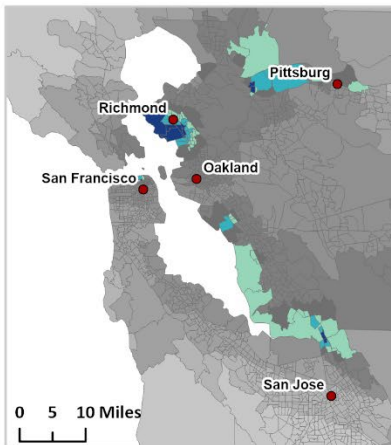 Pittsburg
Richmond
Oakland
San Francisco
San Jose
0 5 10 Miles